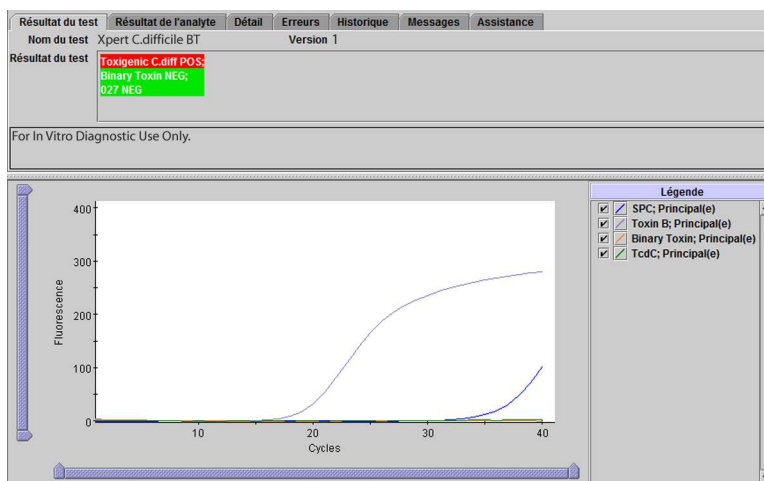 Résultat du test Résultat de l'analyte Détail Erreurs Historique Messages Assistance
Nom du test Xpert C.difficile BT Version 1
Résultat du test
Toxigenic C.diff POS;
Binary Toxin NEG;
027 NEG
For In Vitro Diagnostic Use Only.
Légende
SPC; Principal(e)
Toxin B; Principal(e)
Binary Toxin; Principal(e)
TcdC; Principal(e)
Fluorescence
400
300
200
100
0
10 20 30 40
Cycles